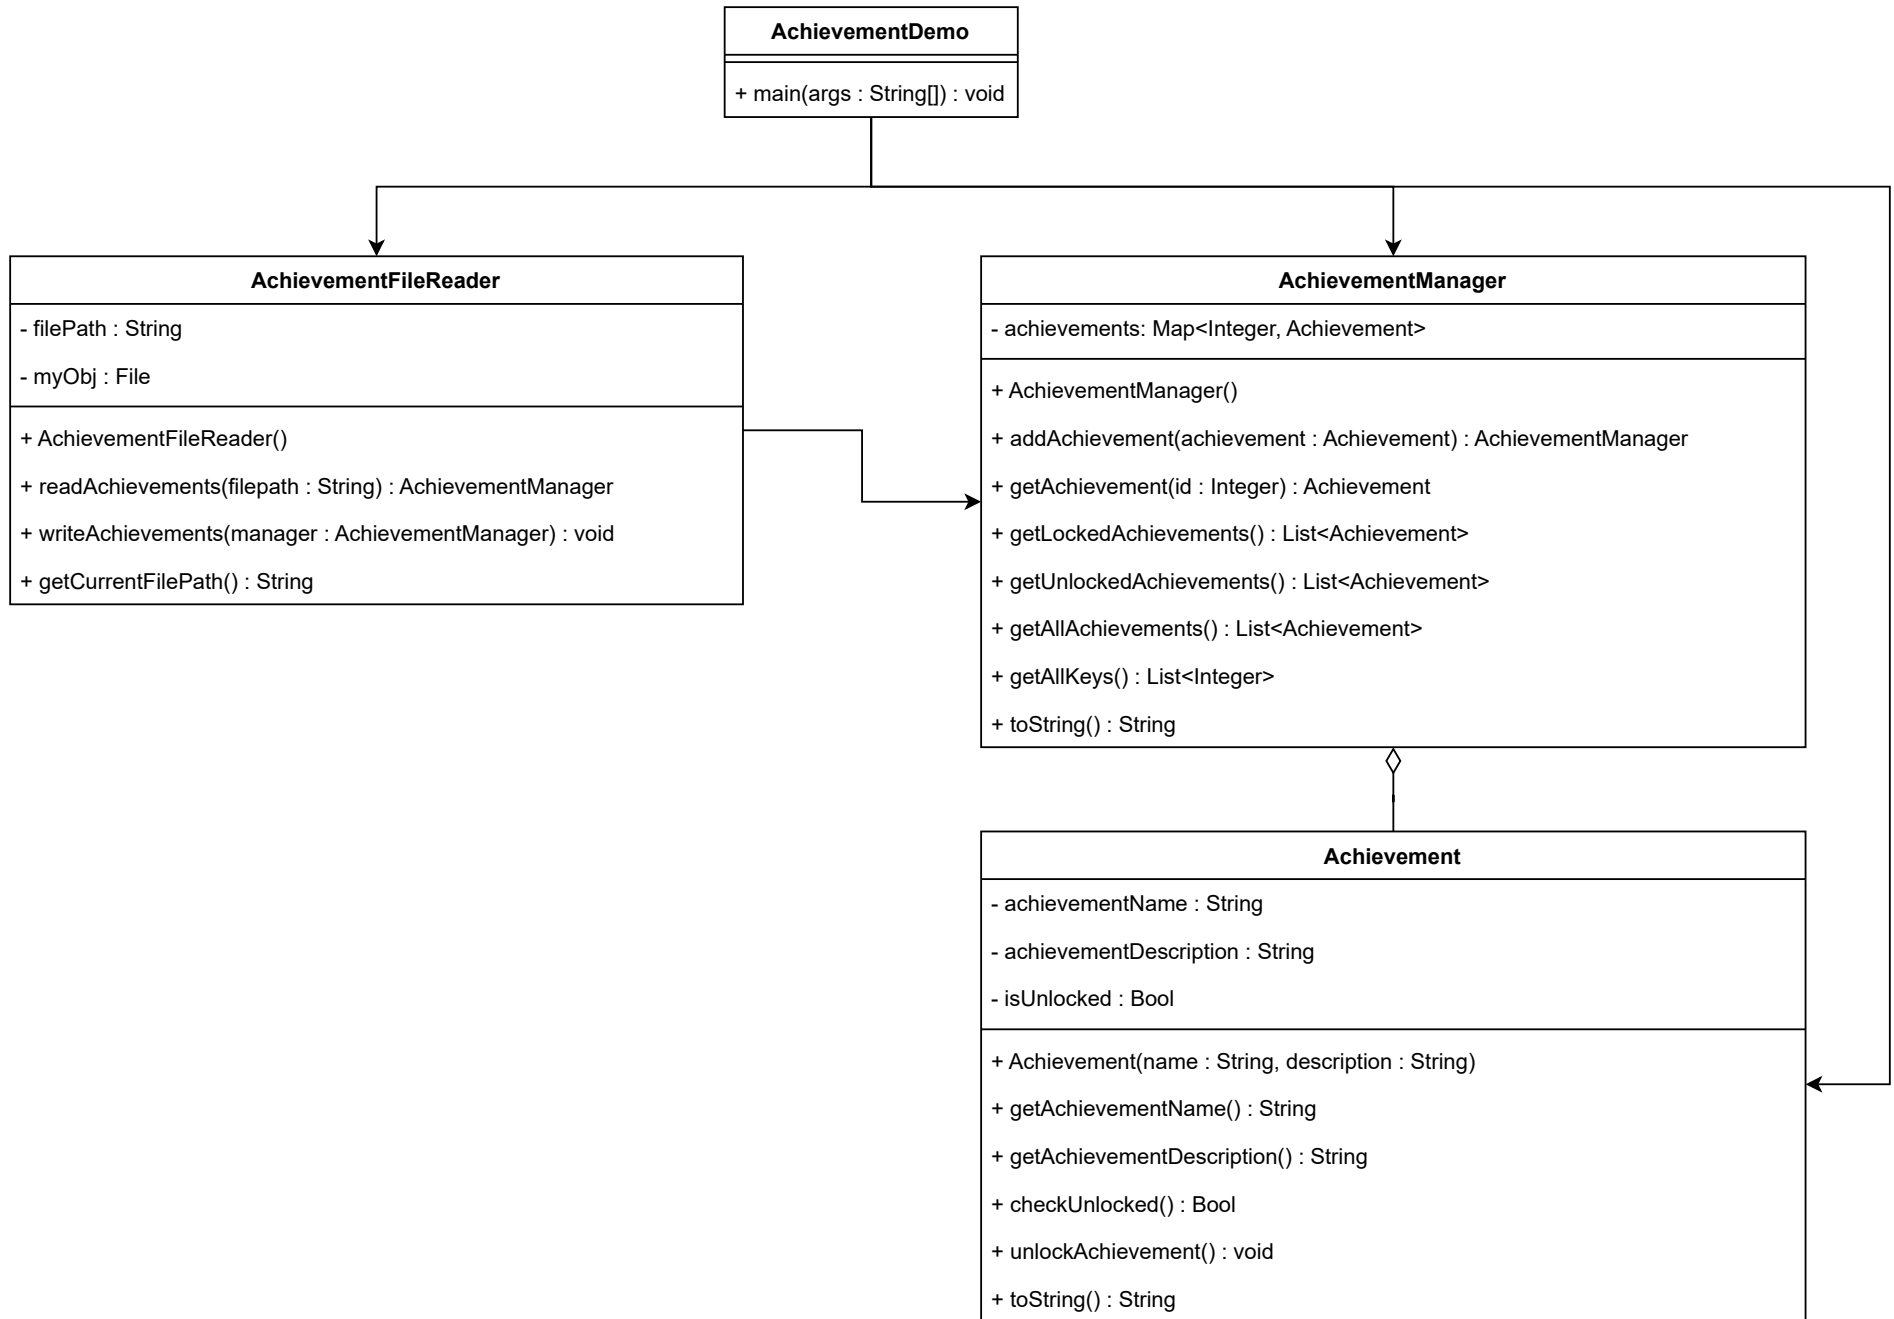 AchievementDemo
+ main(args : String[]) : void
AchievementFileReader
- filePath : String
- myObj : File
+ AchievementFileReader()
+ readAchievements(filepath : String) : AchievementManager
+ writeAchievements(manager : AchievementManager) : void
+ getCurrentFilePath() : String
AchievementManager
- achievements: Map<Integer, Achievement>
+ AchievementManager()
+ addAchievement(achievement : Achievement) : AchievementManager
+ getAchievement(id : Integer) : Achievement
+ getLockedAchievements() : List<Achievement>
+ getUnlockedAchievements() : List<Achievement>
+ getAllAchievements() : List<Achievement>
+ getAllKeys() : List<Integer>
+ toString() : String
Achievement
- achievementName : String
- achievementDescription : String
- isUnlocked : Bool
+ Achievement(name : String, description : String)
+ getAchievementName() : String
+ getAchievementDescription() : String
+ checkUnlocked() : Bool
+ unlockAchievement() : void
+ toString() : String